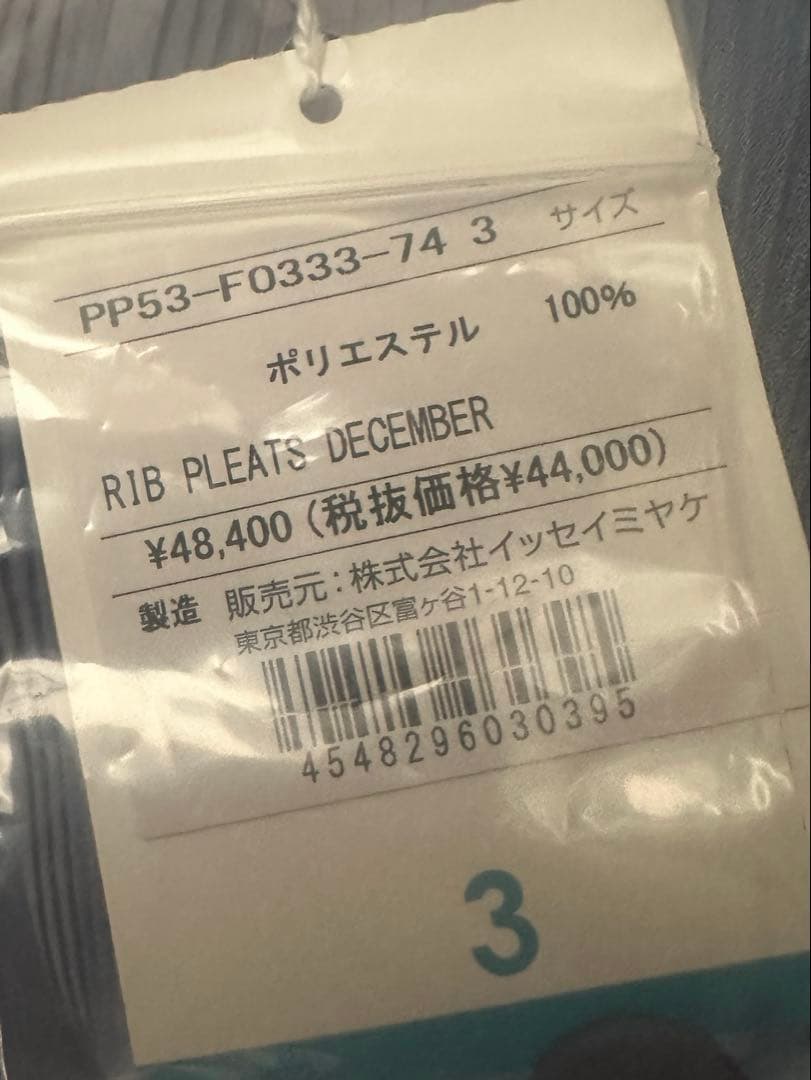 PP53-F0333-74 3 サイズ
ポリエステル 100%
RIB PLEATS DECEMBER
¥48,400(税抜価格¥44,000)
製造 販売元:株式会社イッセイミヤケ
東京都渋谷区富ヶ谷1-12-10
4548296030395
3